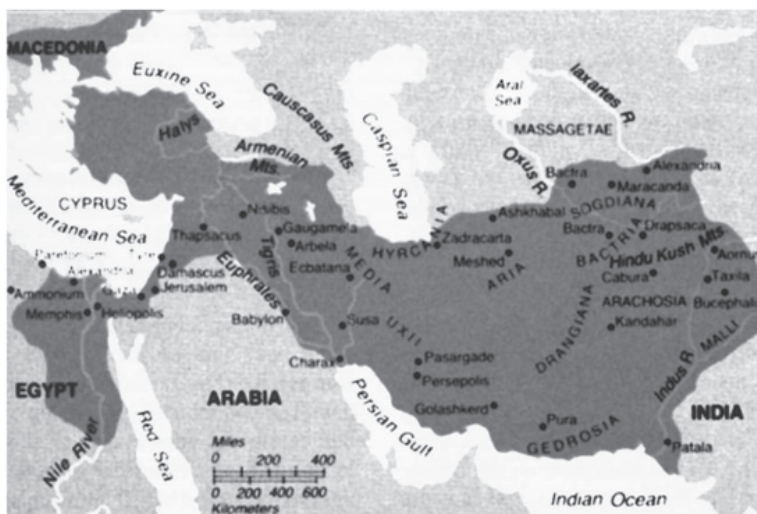 MACEDONIA
Euxine Sea
Halys
Causcasus Mts.
Armenian
Mts.
Caspian Sea
Aral
Sea
Iaxartes R.
MASSAGETAE
Oxus R.
Bactra
Alexandria
Maracanda
SOGDIANA
CYPRUS
Mediterranean Sea
Nisibis
Thapsacus
Gaugamela
Arbela
Tigris
Ecbatana
MEDIA
HYRCANIA
Ashkhabad
Zadracarta
Meshed
ARIA
Bactra
BACTRIA
Drapsaca
Hindu Kush Mts.
Cabura
Taxila
Bucephala
ARACHOSIA
Kandahar
DRANGIANA
Paretonium
Tyre
Alexandria
Damascus
Gaza
Jerusalem
Ammonium
Memphis
Heliopolis
Euphrales
Babylon
Susa
UXII
Charax
Pasargade
Persepolis
Golashkerd
Pura
GEDROSIA
Indus R.
MALLI
INDIA
Patala
EGYPT
ARABIA
Nile River
Red Sea
Persian Gulf
Indian Ocean
Miles
0 200 400
0 200 400 600
Kilometers